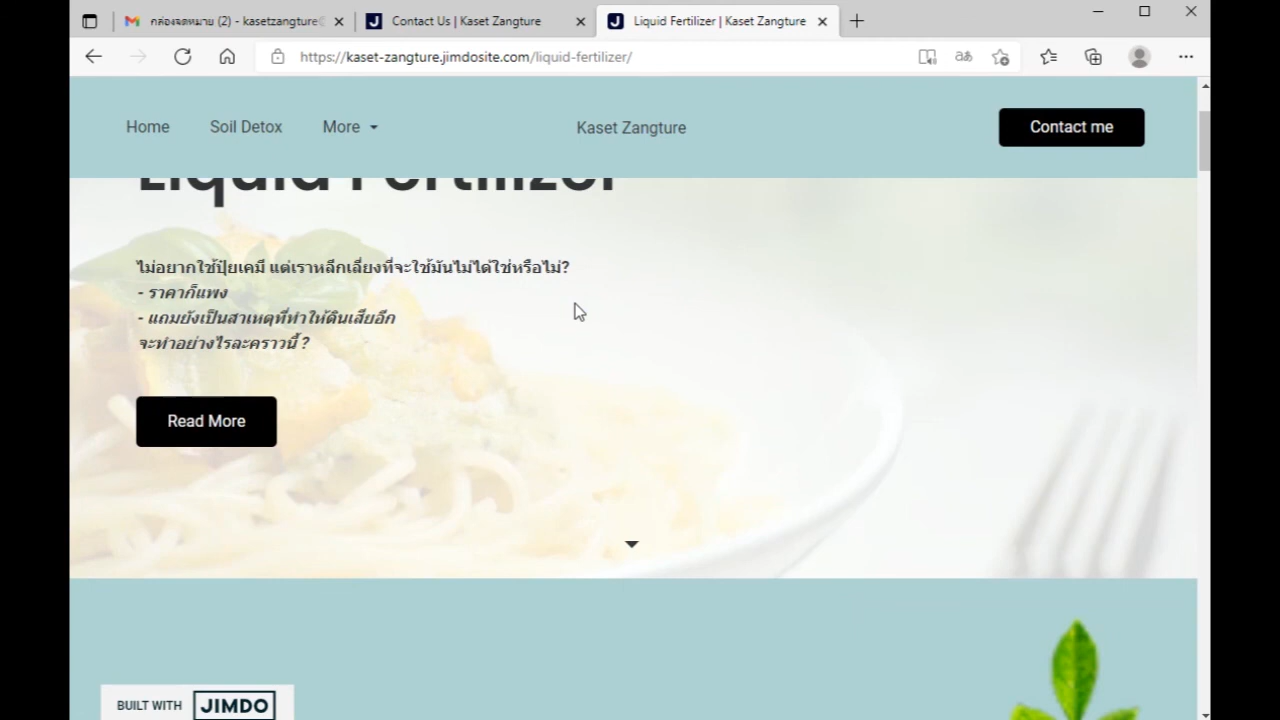 กล่องจดหมาย (2) - kasetzangture
Contact Us | Kaset Zangture
Liquid Fertilizer | Kaset Zangture
https://kaset-zangture.jimdosite.com/liquid-fertilizer/
Home
Soil Detox
More
Kaset Zangture
Contact me
Liquid Fertilizer
ไม่อยากใช้ปุ๋ยเคมี แต่เราหลีกเลี่ยงที่จะใช้มันไม่ได้ใช่หรือไม่?
- ราคาก็แพง
- แถมยังเป็นสาเหตุที่ทำให้ดินเสียอีก
จะทำอย่างไรละคราวนี้ ?
Read More
BUILT WITH JIMDO